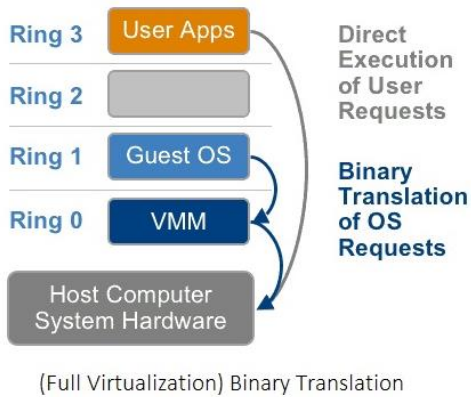 Ring 3
User Apps
Direct
Execution
of User
Requests
Ring 2
Ring 1
Guest OS
Binary
Translation
of OS
Requests
Ring 0
VMM
Host Computer
System Hardware
(Full Virtualization) Binary Translation